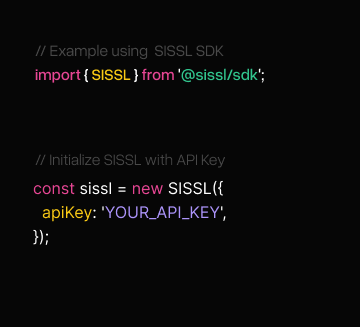 // Example using SISSL SDK
import { SISSL } from '@sissl/sdk';
// Initialize SISSL with API Key
const sissl = new SISSL({
apiKey: 'YOUR_API_KEY',
});